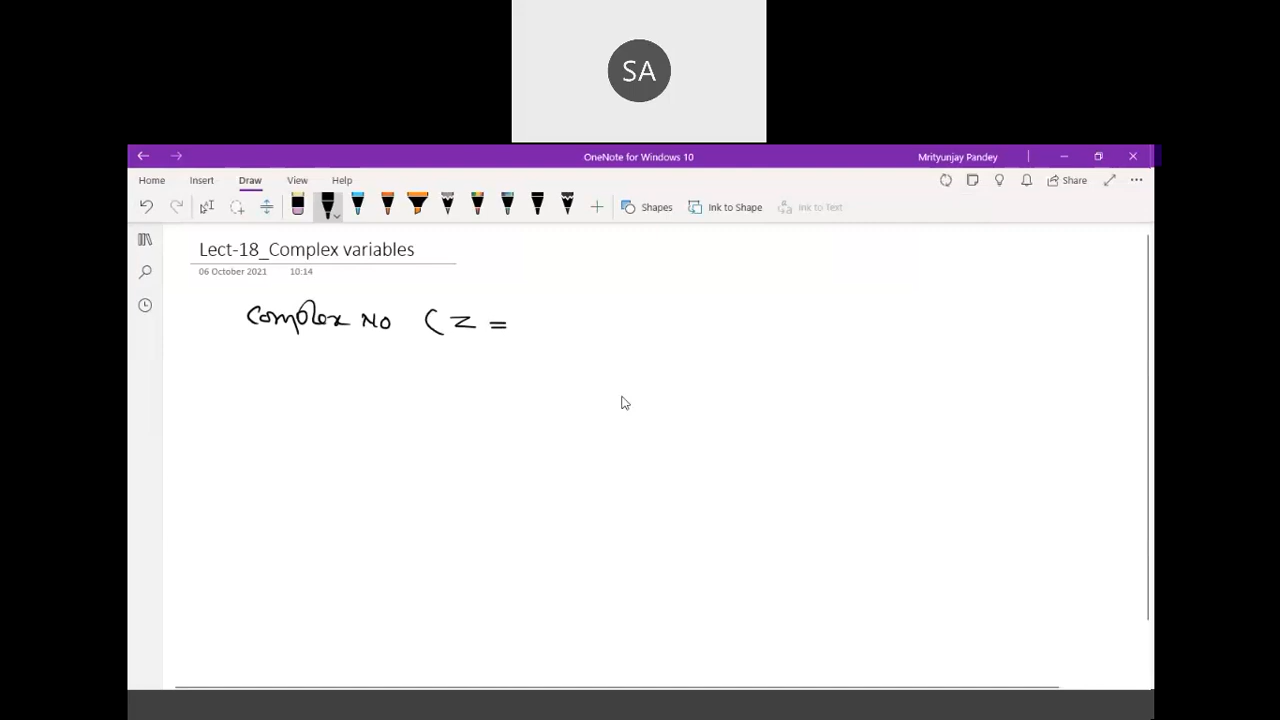 SA
OneNote for Windows 10
Mrityunjay Pandey
Home Insert Draw View Help
Share
Shapes Ink to Shape Ink to Text
Lect-18_Complex variables
06 October 2021 10:14
Complex No ( Z =